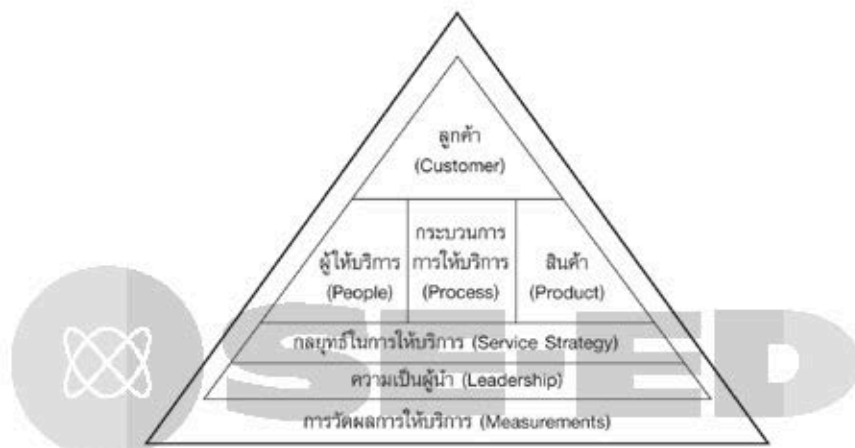 ลูกค้า
(Customer)
ผู้ให้บริการ
(People)
กระบวนการ
การให้บริการ
(Process)
สินค้า
(Product)
กลยุทธ์ในการให้บริการ (Service Strategy)
ความเป็นผู้นำ (Leadership)
การวัดผลการให้บริการ (Measurements)
SE-ED